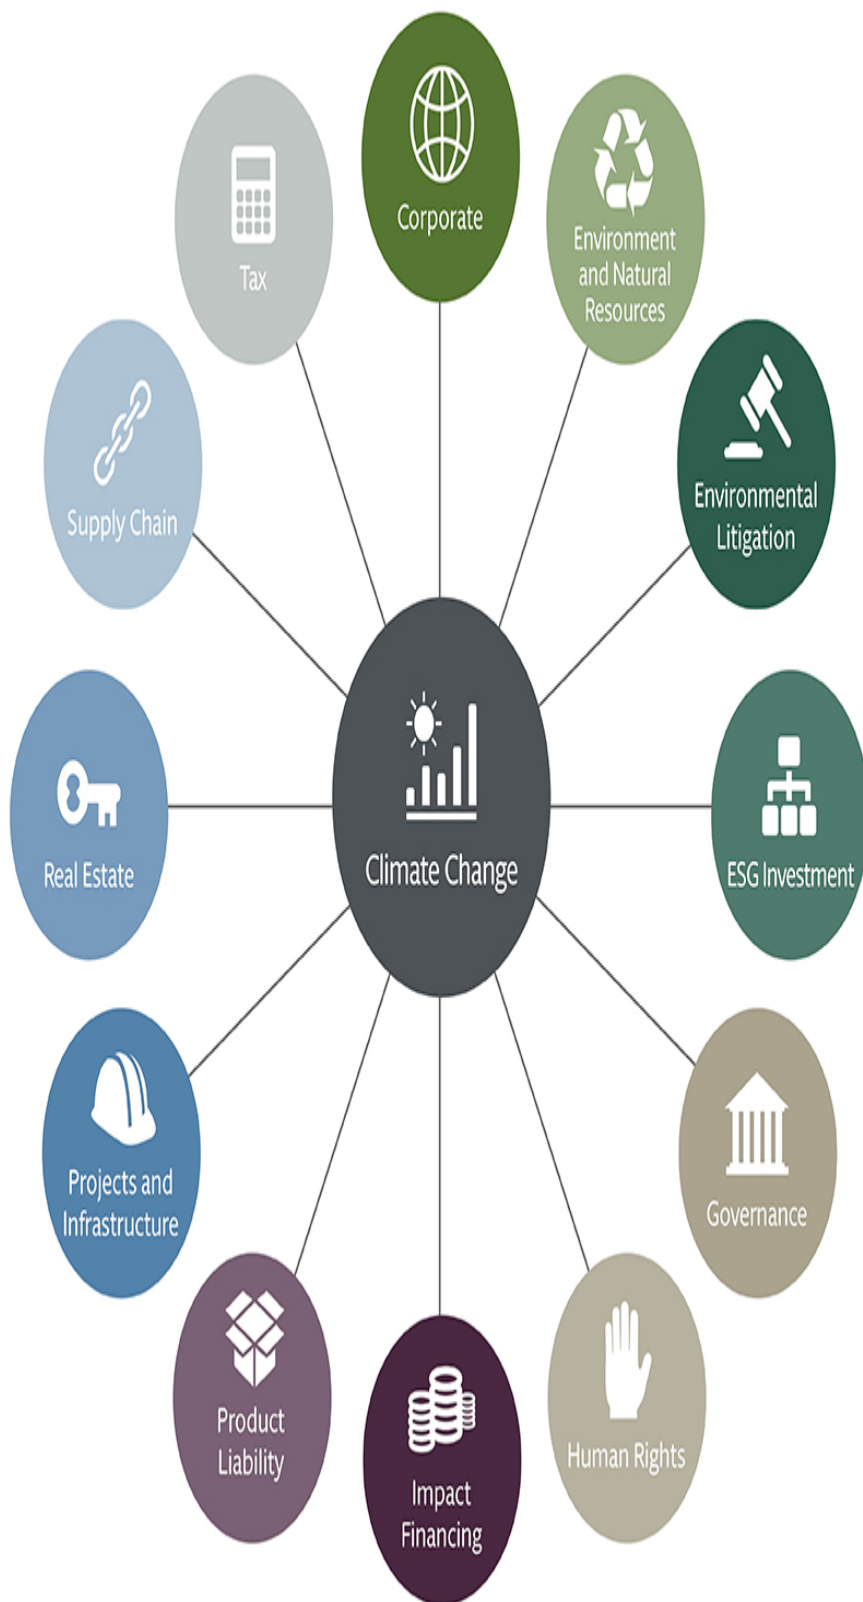 Corporate
Environment
and Natural
Resources
Environmental
Litigation
ESG Investment
Governance
Human Rights
Impact
Financing
Product
Liability
Projects and
Infrastructure
Real Estate
Supply Chain
Tax
Climate Change